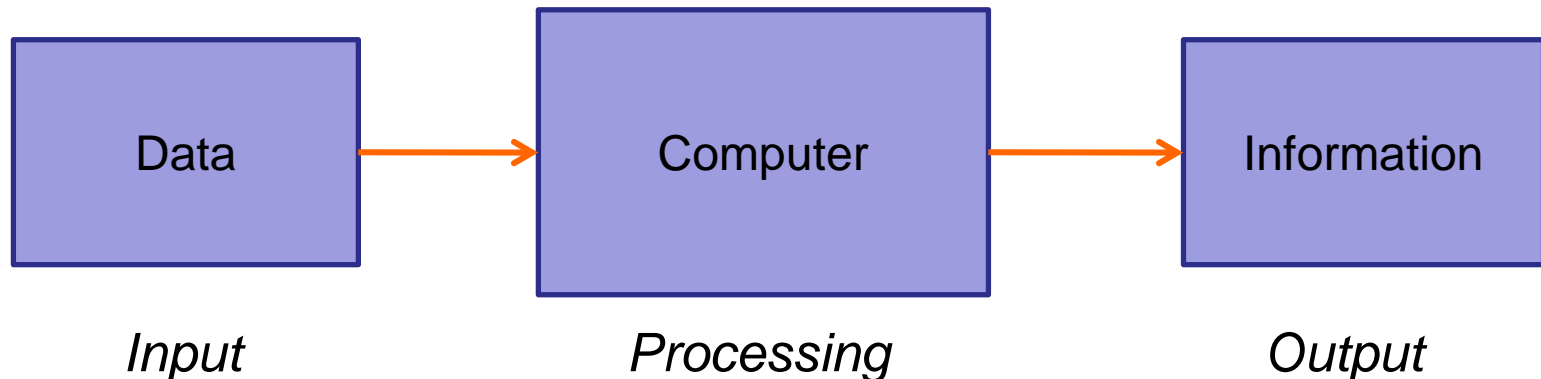 Data
Computer
Information
Input
Processing
Output